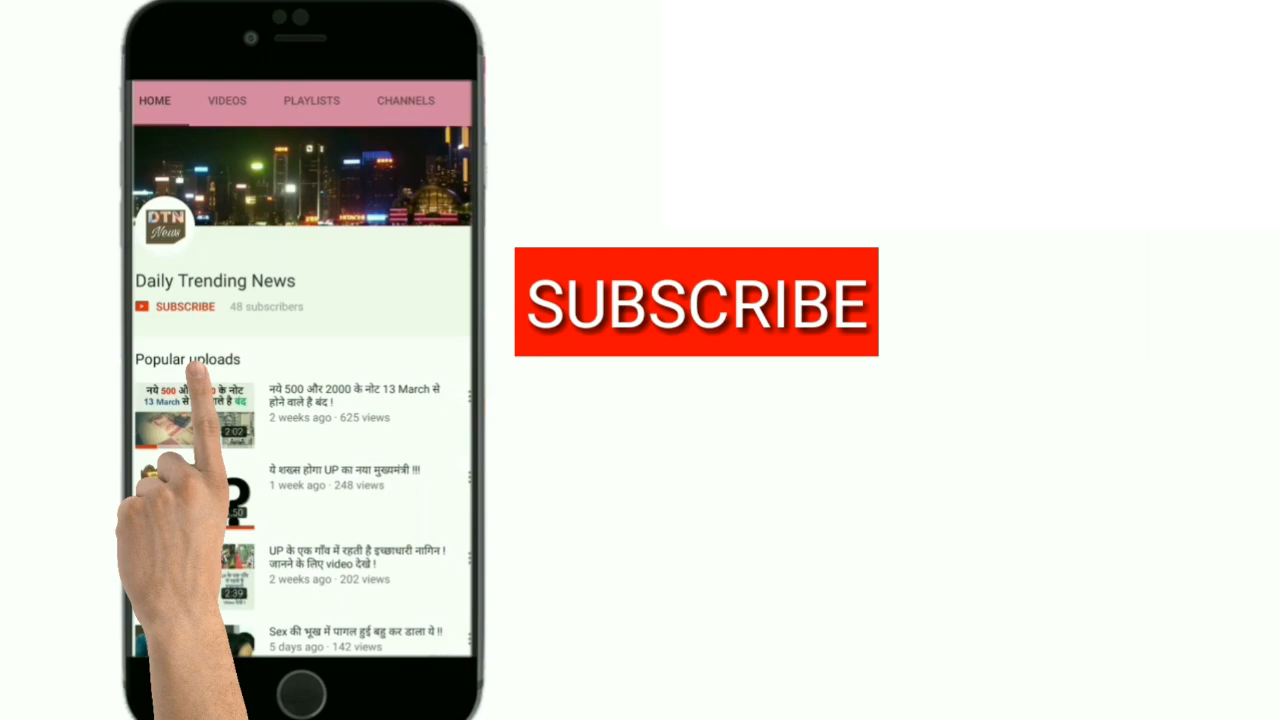 HOME VIDEOS PLAYLISTS CHANNELS
DTN
News
Daily Trending News
SUBSCRIBE 48 subscribers
SUBSCRIBE
Popular uploads
नये 500 के नोट
13 March से वाले है बंद
2:02
नये 500 और 2000 के नोट 13 March से
होने वाले है बंद !
2 weeks ago · 625 views
ये शख्स होगा UP का नया मुख्यमंत्री !!!
1 week ago · 248 views
:50
UP के एक गाँव में रहती है इच्छाधारी नागिन !
जानने के लिए video देखे !
2 weeks ago · 202 views
2:39
Sex की भूख में पागल हुई बहु कर डाला ये !!
5 days ago · 142 views